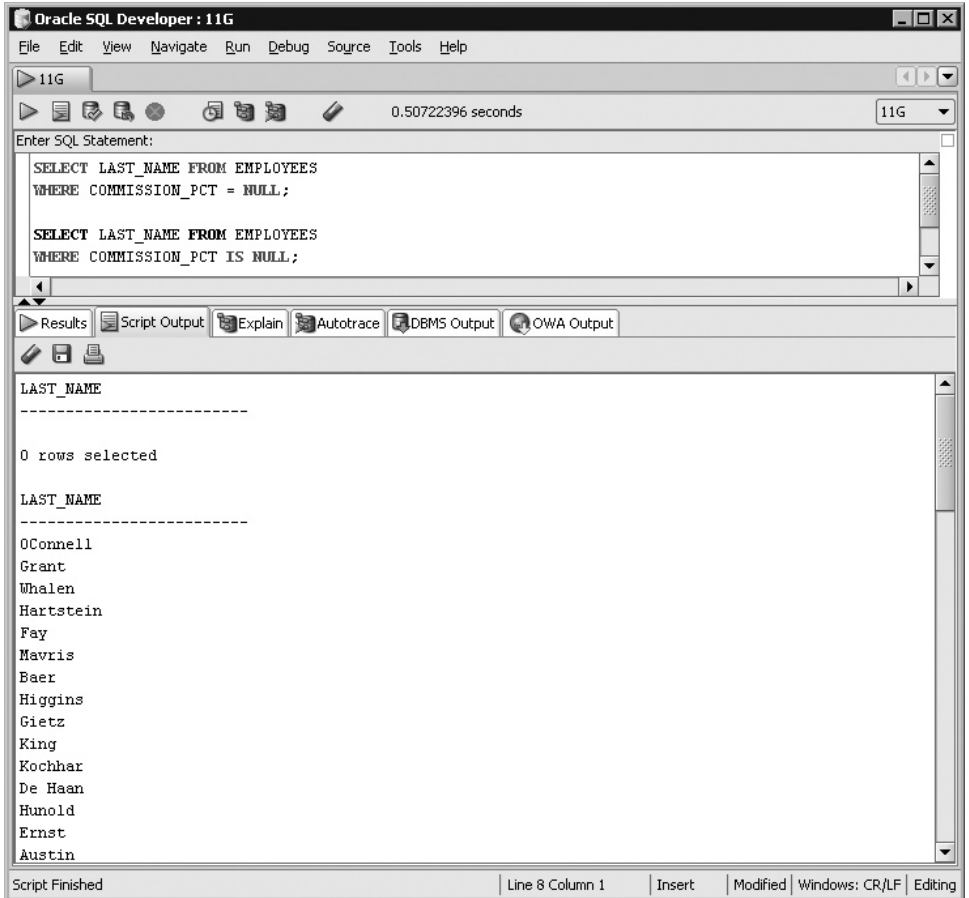 Oracle SQL Developer : 11G
File Edit View Navigate Run Debug Source Tools Help
11G
0.50722396 seconds 11G
Enter SQL Statement:
SELECT LAST_NAME FROM EMPLOYEES
WHERE COMMISSION_PCT = NULL;
SELECT LAST_NAME FROM EMPLOYEES
WHERE COMMISSION_PCT IS NULL;
Results Script Output Explain Autotrace DBMS Output OWA Output
LAST_NAME
-------------------------
0 rows selected
LAST_NAME
-------------------------
OConnell
Grant
Whalen
Hartstein
Fay
Mavris
Baer
Higgins
Gietz
King
Kochhar
De Haan
Hunold
Ernst
Austin
Script Finished Line 8 Column 1 Insert Modified Windows: CR/LF Editing